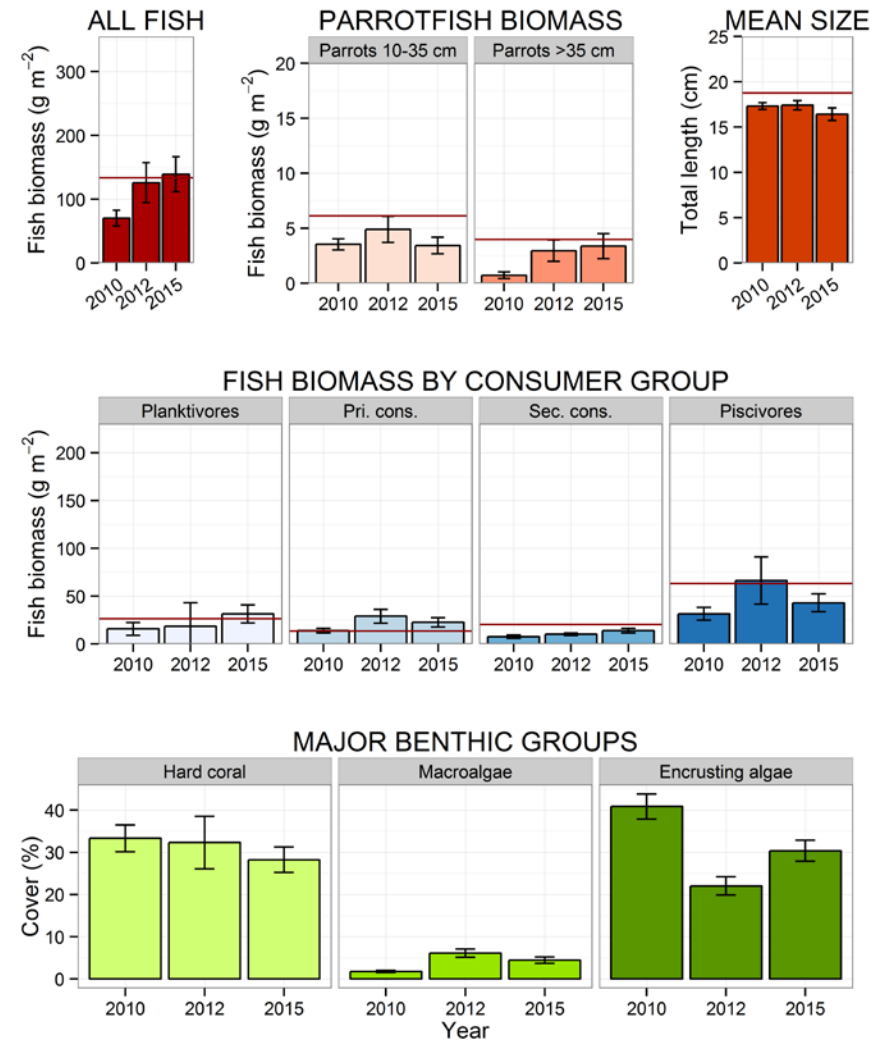 ALL FISH
Fish biomass (g m⁻²)
300
200
100
0
2010
2012
2015
PARROTFISH BIOMASS
Parrots 10-35 cm
Parrots >35 cm
Fish biomass (g m⁻²)
20
15
10
5
0
2010 2012 2015
2010 2012 2015
MEAN SIZE
Total length (cm)
25
20
15
10
5
0
2010
2012
2015
FISH BIOMASS BY CONSUMER GROUP
Planktivores
Pri. cons.
Sec. cons.
Piscivores
Fish biomass (g m⁻²)
200
150
100
50
0
2010 2012 2015
2010 2012 2015
2010 2012 2015
2010 2012 2015
MAJOR BENTHIC GROUPS
Hard coral
Macroalgae
Encrusting algae
Cover (%)
40
30
20
10
0
2010 2012 2015
2010 2012 2015
2010 2012 2015
Year